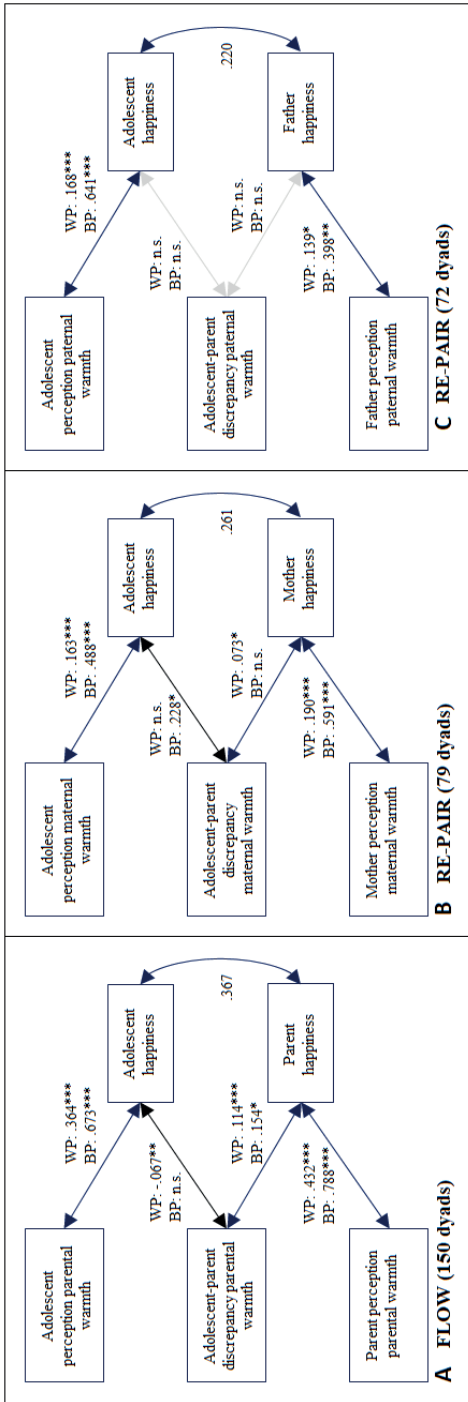 Adolescent
perception parental
warmth
WP: .364***
BP: .673***
Adolescent
happiness
WP: -.067**
BP: n.s.
Adolescent-parent
discrepancy parental
warmth
.367
WP: .114***
BP: .154*
Parent
happiness
WP: .432***
BP: .788***
Parent perception
parental warmth
A FLOW (150 dyads)
Adolescent
perception maternal
warmth
WP: .163***
BP: .488***
Adolescent
happiness
WP: n.s.
BP: .228*
Adolescent-parent
discrepancy
maternal warmth
.261
WP: .073*
BP: n.s.
Mother
happiness
WP: .190***
BP: .591***
Mother perception
maternal warmth
B RE-PAIR (79 dyads)
Adolescent
perception paternal
warmth
WP: .168***
BP: .641***
Adolescent
happiness
WP: n.s.
BP: n.s.
Adolescent-parent
discrepancy paternal
warmth
.220
WP: n.s.
BP: n.s.
Father
happiness
WP: .139*
BP: .398**
Father perception
paternal warmth
C RE-PAIR (72 dyads)